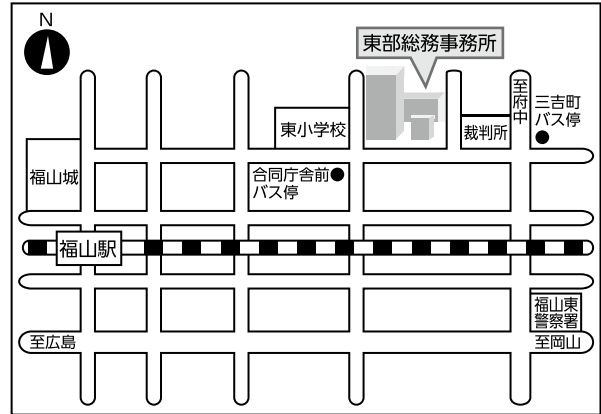 N
東部総務事務所
至府中
三吉町
バス停
東小学校
裁判所
福山城
合同庁舎前
バス停
福山駅
福山東
警察署
至広島
至岡山